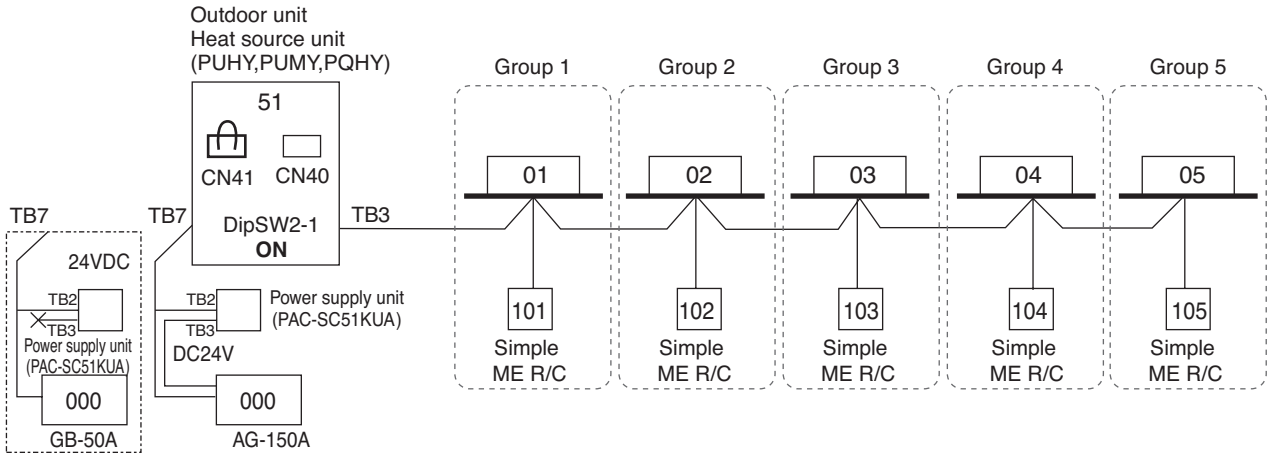 Outdoor unit
Heat source unit
(PUHY,PUMY,PQHY)
51
CN41
CN40
DipSW2-1
ON
TB7
TB7
TB3
24VDC
TB2
TB3
Power supply unit
(PAC-SC51KUA)
000
GB-50A
TB2
TB3
Power supply unit
(PAC-SC51KUA)
DC24V
000
AG-150A
Group 1
01
101
Simple
ME R/C
Group 2
02
102
Simple
ME R/C
Group 3
03
103
Simple
ME R/C
Group 4
04
104
Simple
ME R/C
Group 5
05
105
Simple
ME R/C